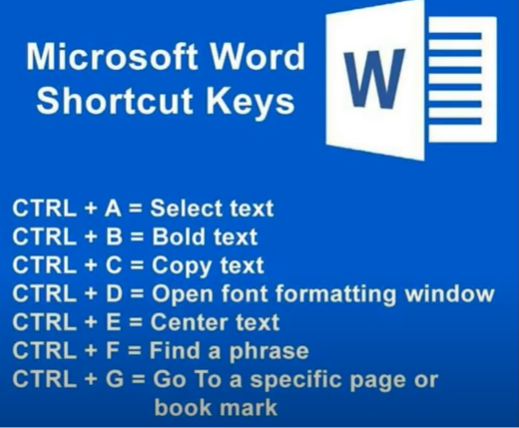 Microsoft Word
Shortcut Keys
W
CTRL + A = Select text
CTRL + B = Bold text
CTRL + C = Copy text
CTRL + D = Open font formatting window
CTRL + E = Center text
CTRL + F = Find a phrase
CTRL + G = Go To a specific page or
book mark